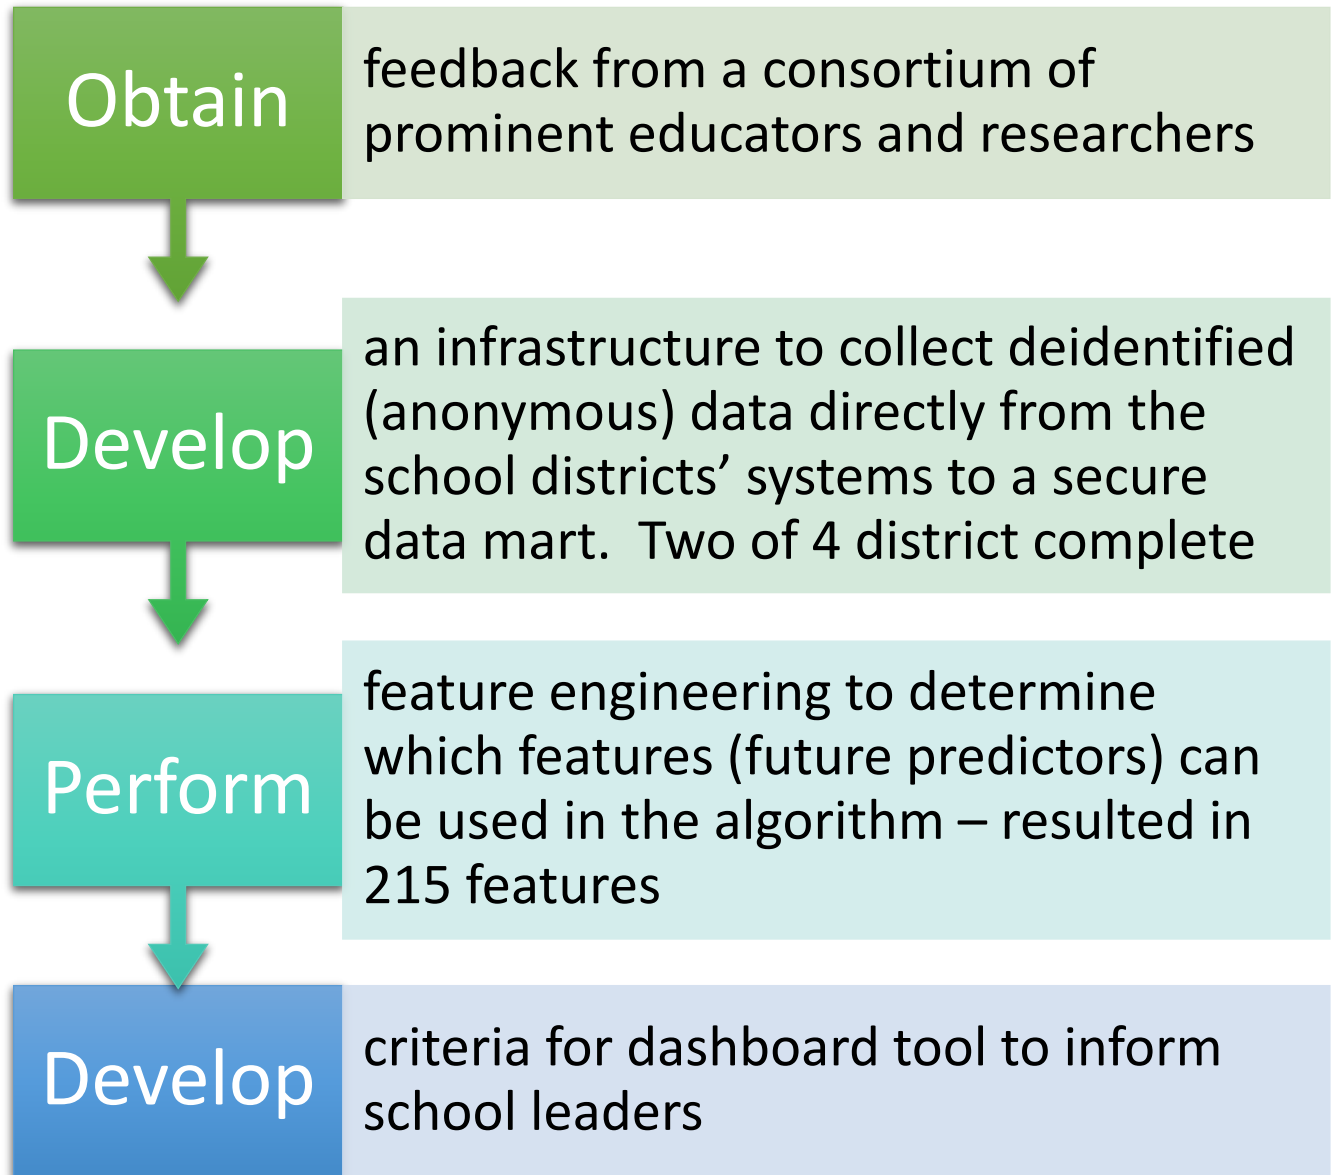 Obtain
feedback from a consortium of
prominent educators and researchers
Develop
an infrastructure to collect deidentified
(anonymous) data directly from the
school districts’ systems to a secure
data mart.  Two of 4 district complete
Perform
feature engineering to determine
which features (future predictors) can
be used in the algorithm – resulted in
215 features
Develop
criteria for dashboard tool to inform
school leaders